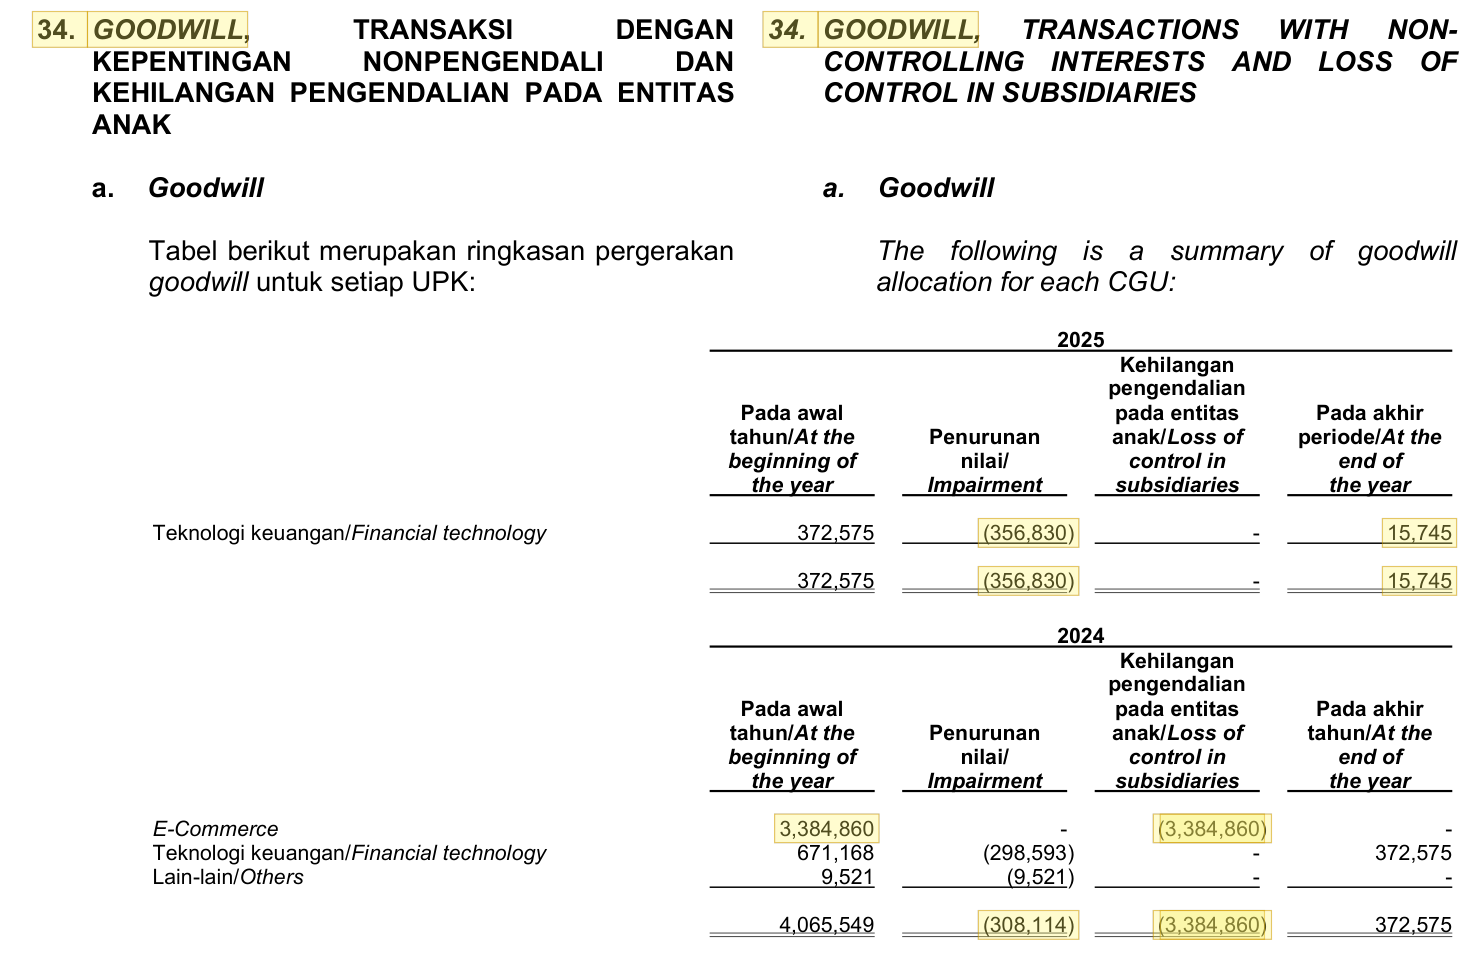 34. GOODWILL, TRANSAKSI DENGAN
KEPENTINGAN NONPENGENDALI DAN
KEHILANGAN PENGENDALIAN PADA ENTITAS
ANAK
34. GOODWILL, TRANSACTIONS WITH NON-
CONTROLLING INTERESTS AND LOSS OF
CONTROL IN SUBSIDIARIES
a. Goodwill
a. Goodwill
Tabel berikut merupakan ringkasan pergerakan
goodwill untuk setiap UPK:
The following is a summary of goodwill
allocation for each CGU:
2025
Pada awal
tahun/At the
beginning of
the year
Penurunan
nilai/
Impairment
Kehilangan
pengendalian
pada entitas
anak/Loss of
control in
subsidiaries
Pada akhir
periode/At the
end of
the year
Teknologi keuangan/Financial technology 372,575 (356,830) - 15,745
372,575 (356,830) - 15,745
2024
Pada awal
tahun/At the
beginning of
the year
Penurunan
nilai/
Impairment
Kehilangan
pengendalian
pada entitas
anak/Loss of
control in
subsidiaries
Pada akhir
tahun/At the
end of
the year
E-Commerce 3,384,860 - (3,384,860) -
Teknologi keuangan/Financial technology 671,168 (298,593) - 372,575
Lain-lain/Others 9,521 (9,521) - -
4,065,549 (308,114) (3,384,860) 372,575